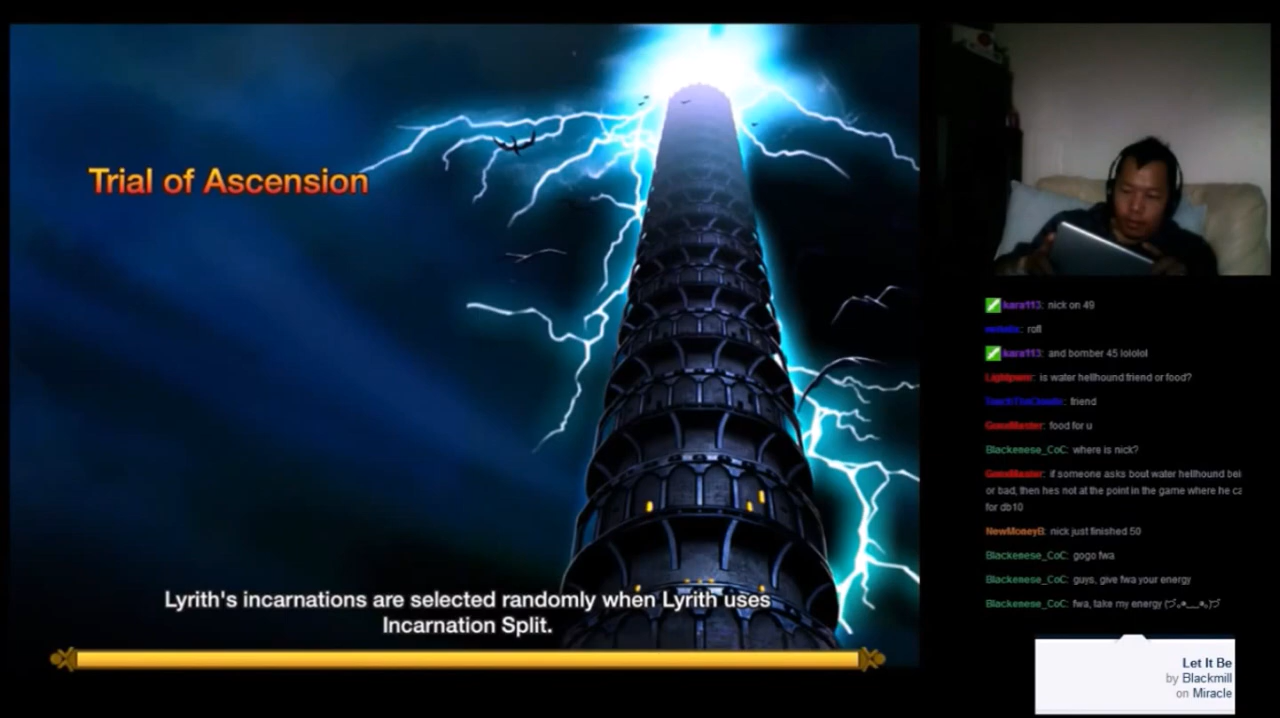 Trial of Ascension
Lyrith's incarnations are selected randomly when Lyrith uses
Incarnation Split.
kara113: nick on 49
: rofl
kara113: and bomber 45 lololol
: is water hellhound friend or food?
: friend
: food for u
Blackenese_CoC: where is nick?
: if someone asks bout water hellhound bei
or bad, then hes not at the point in the game where he ca
for db10
NewMoneyB: nick just finished 50
Blackenese_CoC: gogo fwa
Blackenese_CoC: guys, give fwa your energy
Blackenese_CoC: fwa, take my energy
Let It Be
by Blackmill
on Miracle